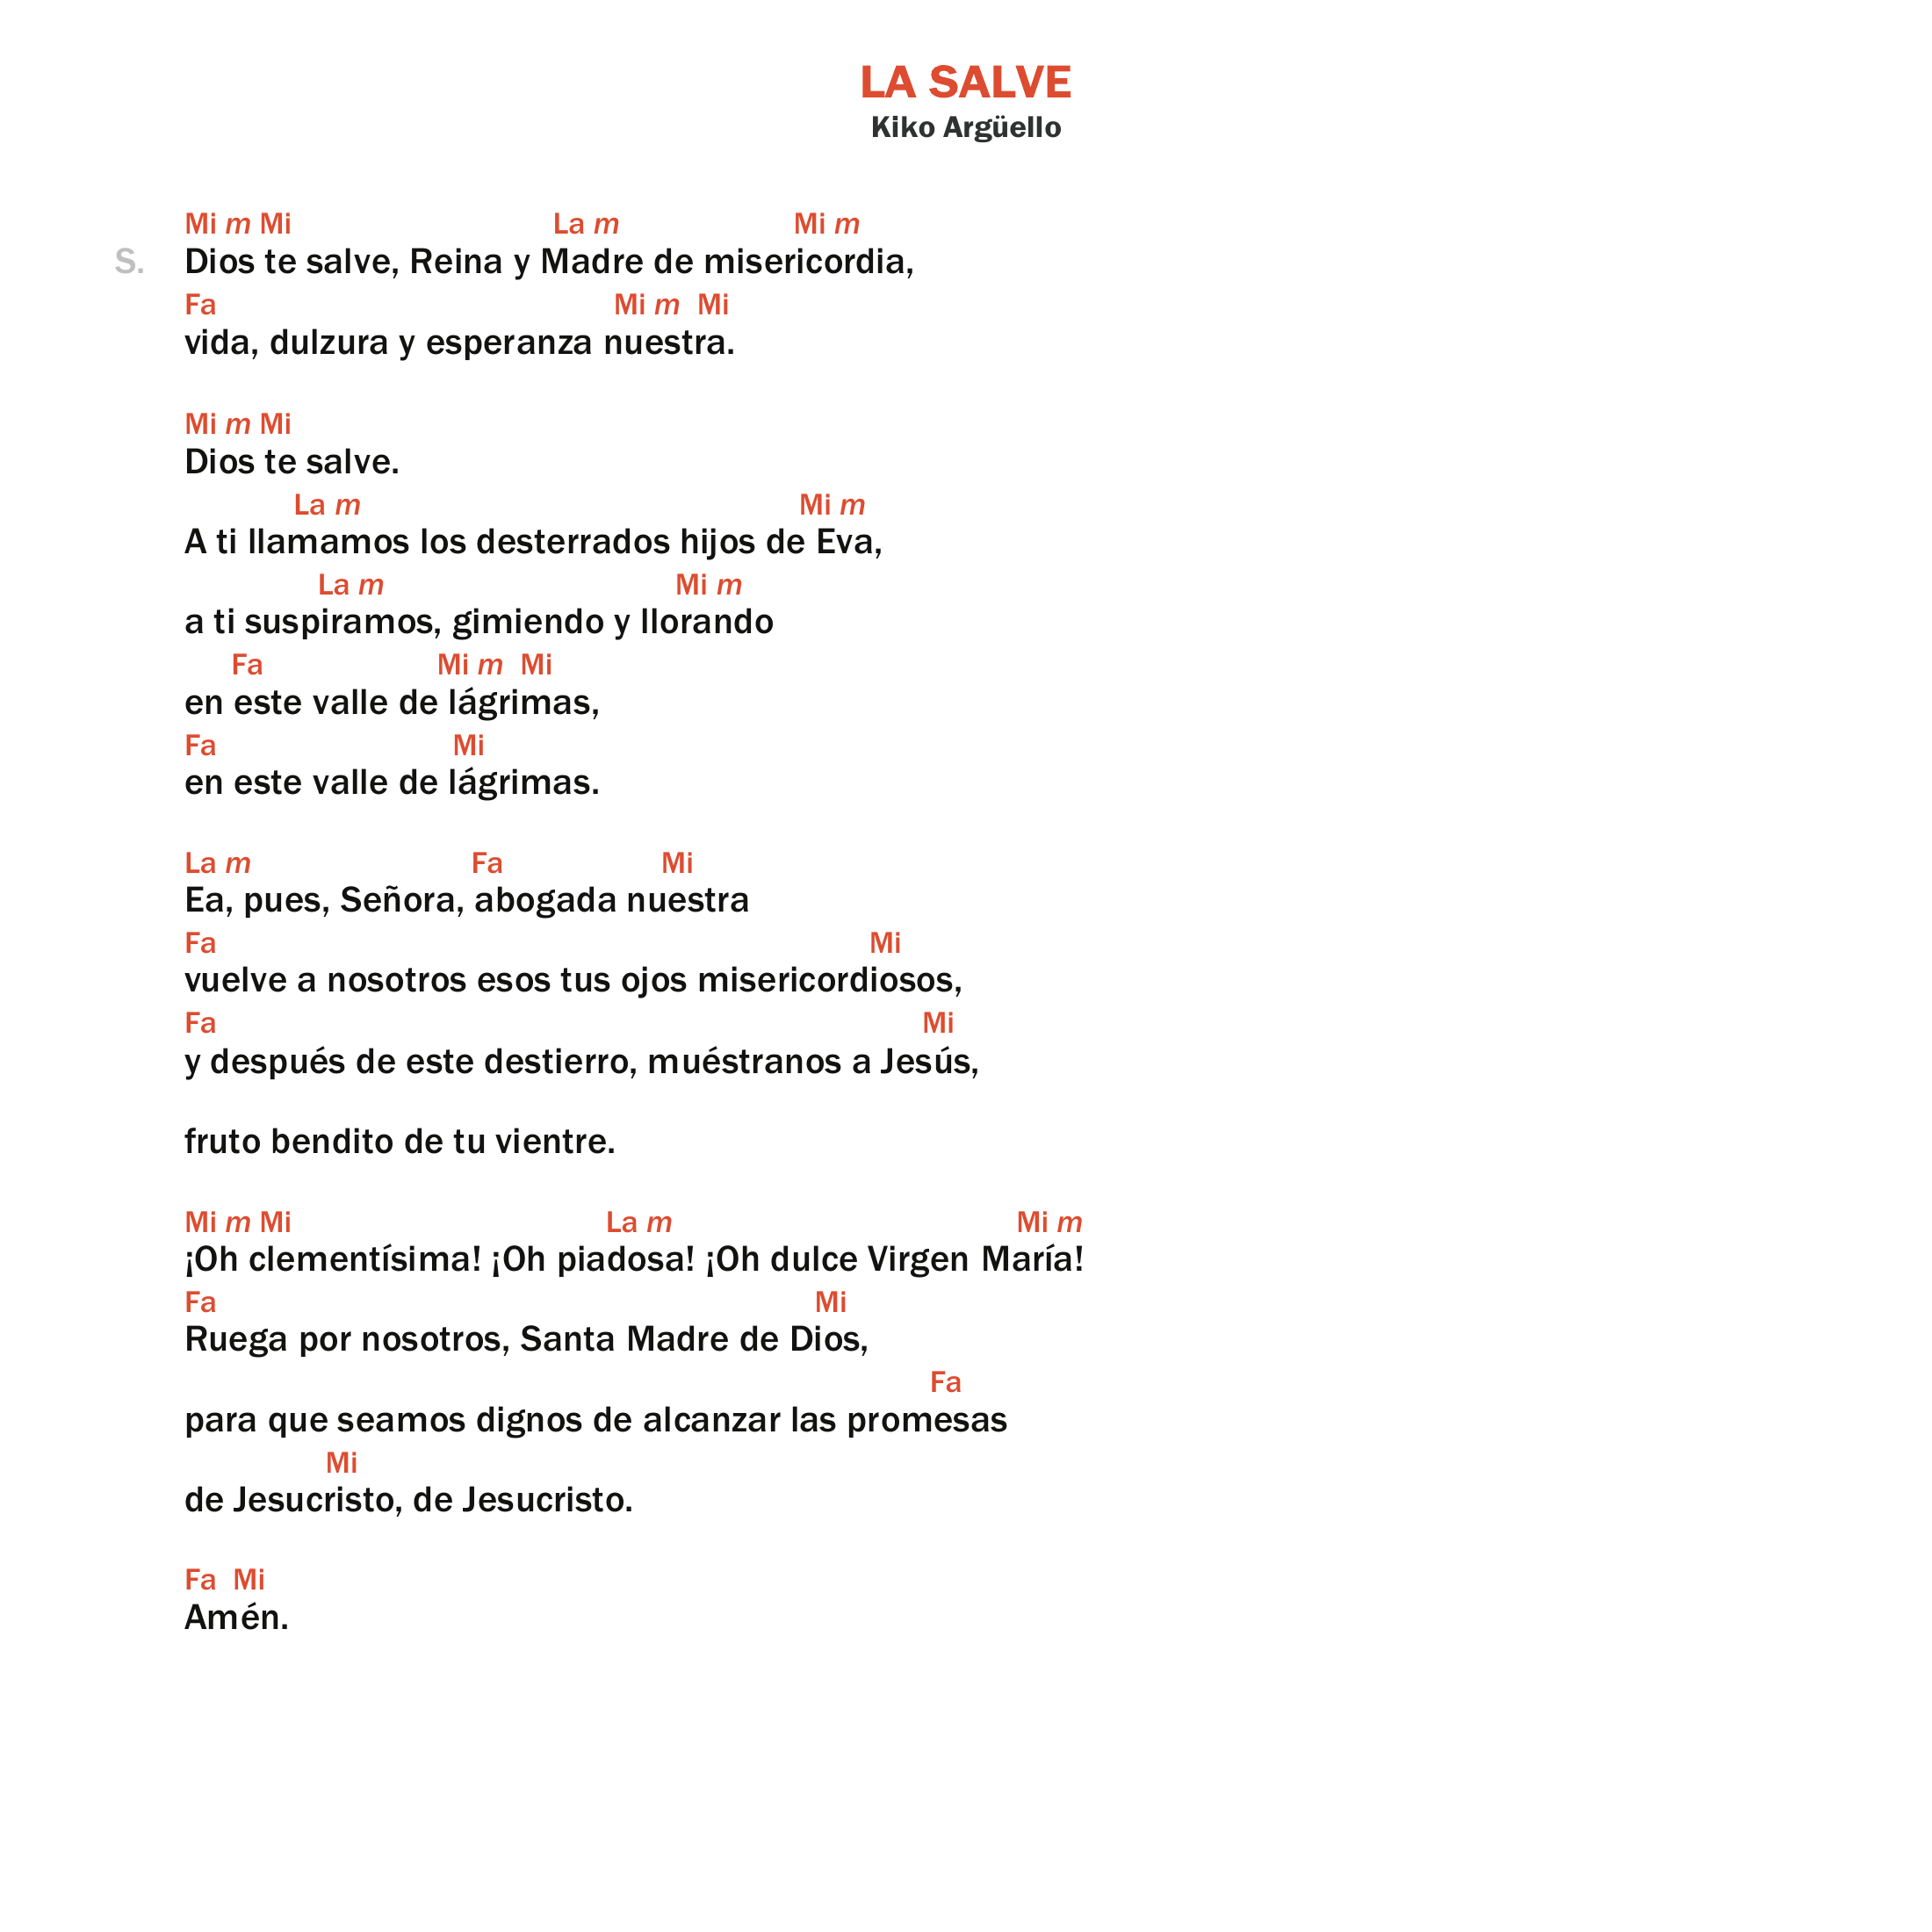 LA SALVE
Kiko Argüello
Mi m Mi La m Mi m
S. Dios te salve, Reina y Madre de misericordia,
Fa Mi m Mi
vida, dulzura y esperanza nuestra.
Mi m Mi
Dios te salve.
La m Mi m
A ti llamamos los desterrados hijos de Eva,
La m Mi m
a ti suspiramos, gimiendo y llorando
Fa Mi m Mi
en este valle de lágrimas,
Fa Mi
en este valle de lágrimas.
La m Fa Mi
Ea, pues, Señora, abogada nuestra
Fa Mi
vuelve a nosotros esos tus ojos misericordiosos,
Fa Mi
y después de este destierro, muéstranos a Jesús,
fruto bendito de tu vientre.
Mi m Mi La m Mi m
¡Oh clementísima! ¡Oh piadosa! ¡Oh dulce Virgen María!
Fa Mi
Ruega por nosotros, Santa Madre de Dios,
Fa
para que seamos dignos de alcanzar las promesas
Mi
de Jesucristo, de Jesucristo.
Fa Mi
Amén.